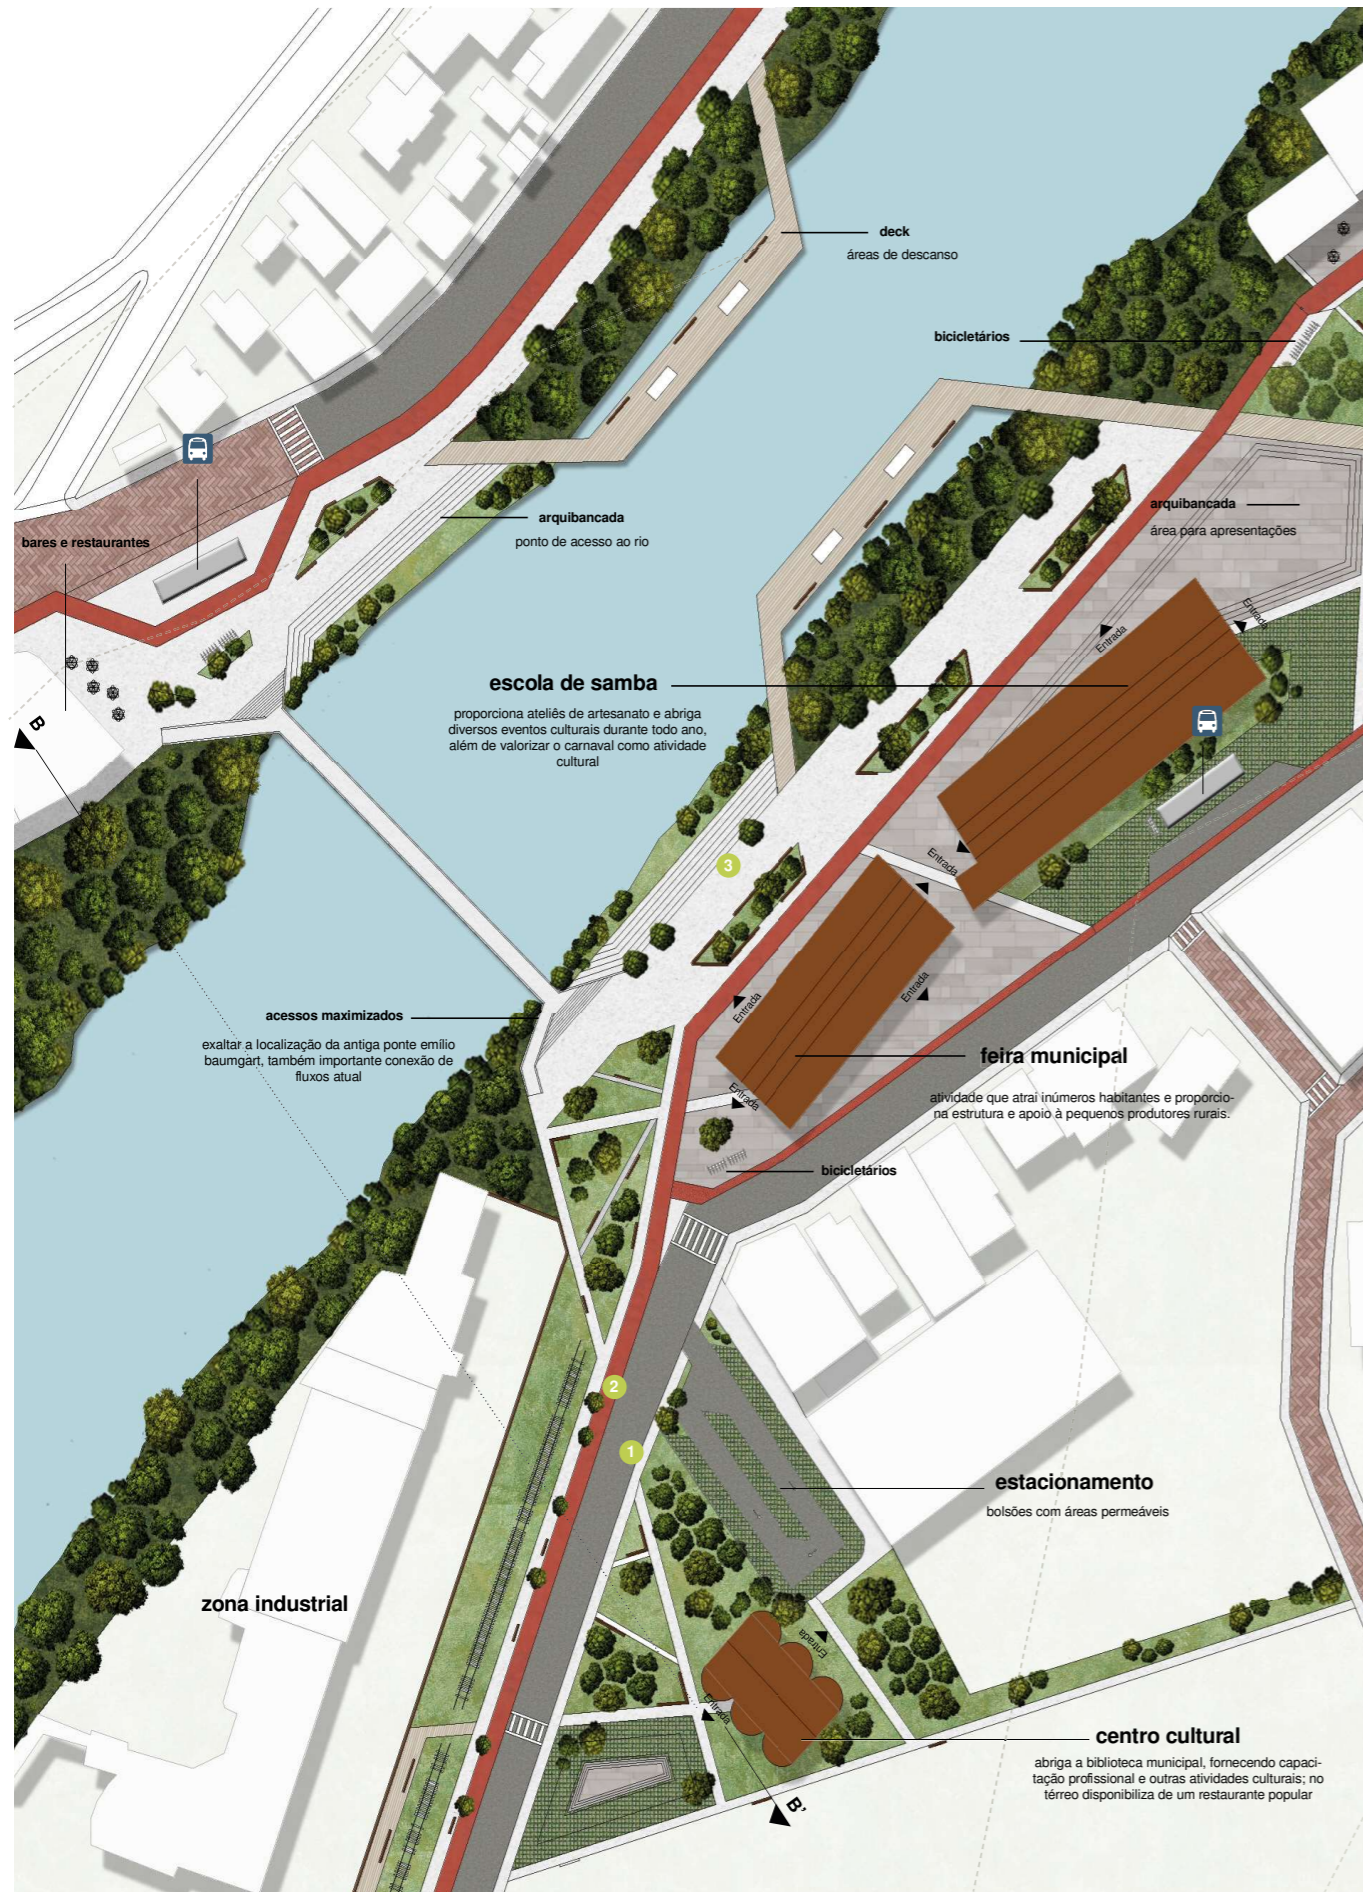 deck
áreas de descanso
bicicletários
arquibancada
ponto de acesso ao rio
arquibancada
área para apresentações
bares e restaurantes
Entrada
Entrada
escola de samba
proporciona ateliês de artesanato e abriga
diversos eventos culturais durante todo ano,
além de valorizar o carnaval como atividade
cultural
B
3
Entrada
Entrada
Entrada
acessos maximizados
exaltar a localização da antiga ponte emílio
baumgart, também importante conexão de
fluxos atual
feira municipal
atividade que atrai inúmeros habitantes e proporcio-
na estrutura e apoio à pequenos produtores rurais.
Entrada
bicicletários
2
1
estacionamento
bolsões com áreas permeáveis
zona industrial
Entrada
Entrada
centro cultural
abriga a biblioteca municipal, fornecendo capaci-
tação profissional e outras atividades culturais; no
térreo disponibiliza de um restaurante popular
B'